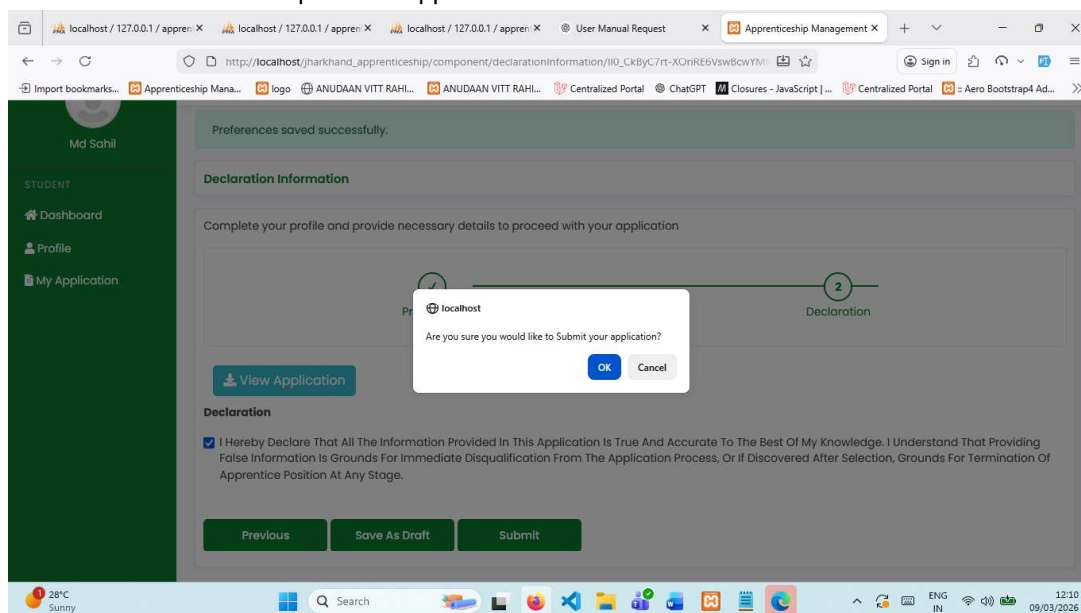 localhost / 127.0.0.1 / appren
localhost / 127.0.0.1 / appren
localhost / 127.0.0.1 / appren
User Manual Request
Apprenticeship Management
Sign in
Import bookmarks...
Apprenticeship Mana...
logo
ANUDAAN VITT RAHI...
ANUDAAN VITT RAHI...
Centralized Portal
ChatGPT
Closures - JavaScript | ...
Centralized Portal
:: Aero Bootstrap4 Ad...
Md Sahil
STUDENT
Dashboard
Profile
My Application
Preferences saved successfully.
Declaration Information
Complete your profile and provide necessary details to proceed with your application
2
Pr
Declaration
localhost
Are you sure you would like to Submit your application?
OK
Cancel
View Application
Declaration
I Hereby Declare That All The Information Provided In This Application Is True And Accurate To The Best Of My Knowledge. I Understand That Providing
False Information Is Grounds For Immediate Disqualification From The Application Process, Or If Discovered After Selection, Grounds For Termination Of
Apprentice Position At Any Stage.
Previous
Save As Draft
Submit
1
28°C
Sunny
Search
ENG
IN
12:10
09/03/2026